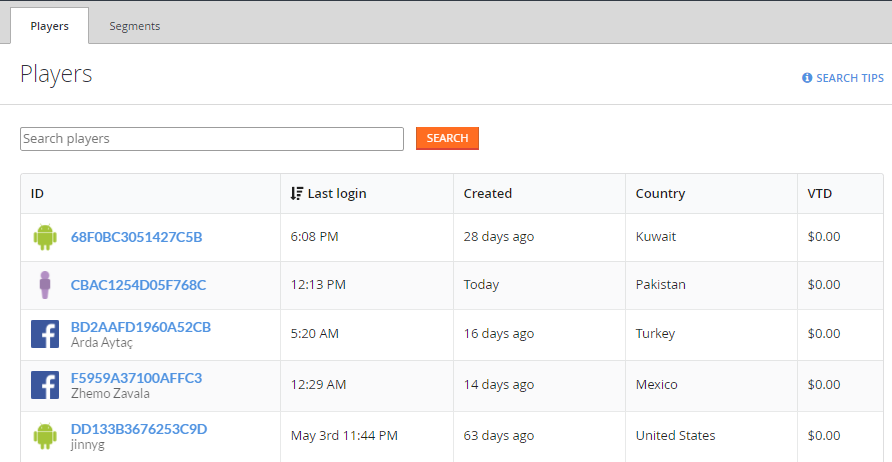 Players Segments
Players
SEARCH TIPS
Search players SEARCH
ID Last login Created Country VTD
68F0BC3051427C5B 6:08 PM 28 days ago Kuwait $0.00
CBAC1254D05F768C 12:13 PM Today Pakistan $0.00
BD2AAFD1960A52CB 5:20 AM 16 days ago Turkey $0.00
Arda Aytaç
F5959A37100AFFC3 12:29 AM 14 days ago Mexico $0.00
Zhemo Zavala
DD133B3676253C9D May 3rd 11:44 PM 63 days ago United States $0.00
jinnyg